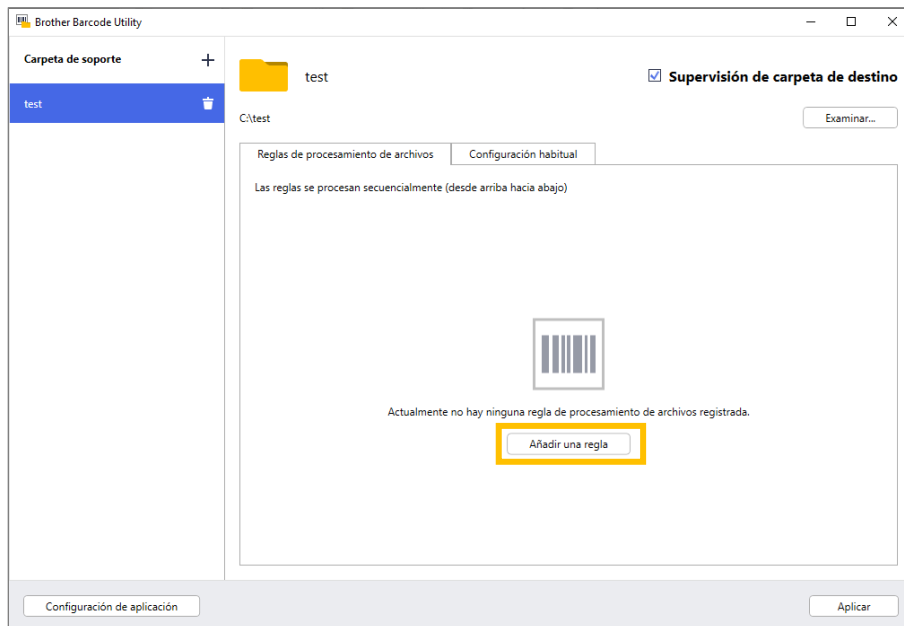 Brother Barcode Utility
Carpeta de soporte
test
test
Supervisión de carpeta de destino
C:\test
Examinar...
Reglas de procesamiento de archivos
Configuración habitual
Las reglas se procesan secuencialmente (desde arriba hacia abajo)
Actualmente no hay ninguna regla de procesamiento de archivos registrada.
Añadir una regla
Configuración de aplicación
Aplicar